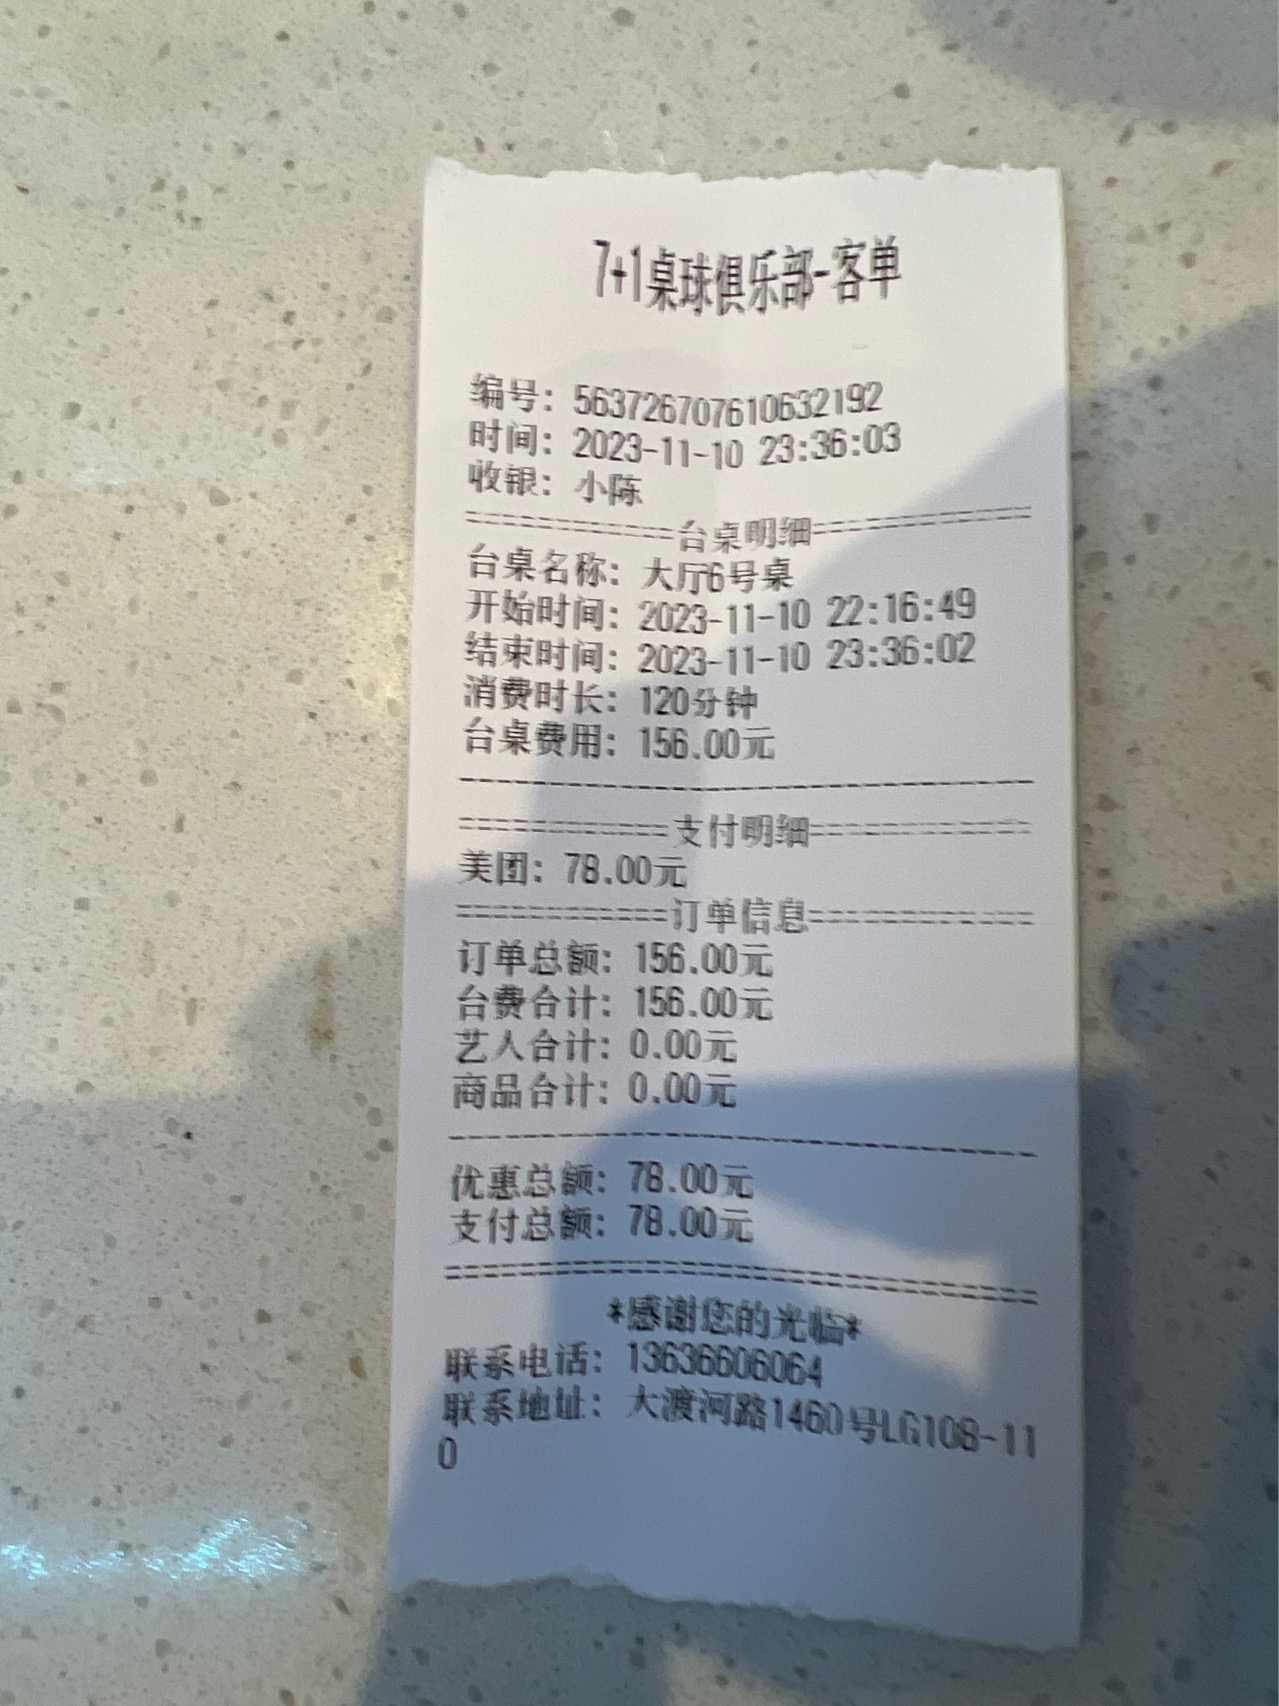 7+1桌球俱乐部-客单
编号：563726707610632192
时间：2023-11-10 23:36:03
收银：小陈
===========台桌明细============
台桌名称：大厅6号桌
开始时间：2023-11-10 22:16:49
结束时间：2023-11-10 23:36:02
消费时长：120分钟
台桌费用：156.00元
--------------------------------
===========支付明细============
美团：78.00元
===========订单信息============
订单总额：156.00元
台费合计：156.00元
艺人合计：0.00元
商品合计：0.00元
--------------------------------
优惠总额：78.00元
支付总额：78.00元
================================
*感谢您的光临*
联系电话：13636606064
联系地址：大渡河路1460号LG108-11
0